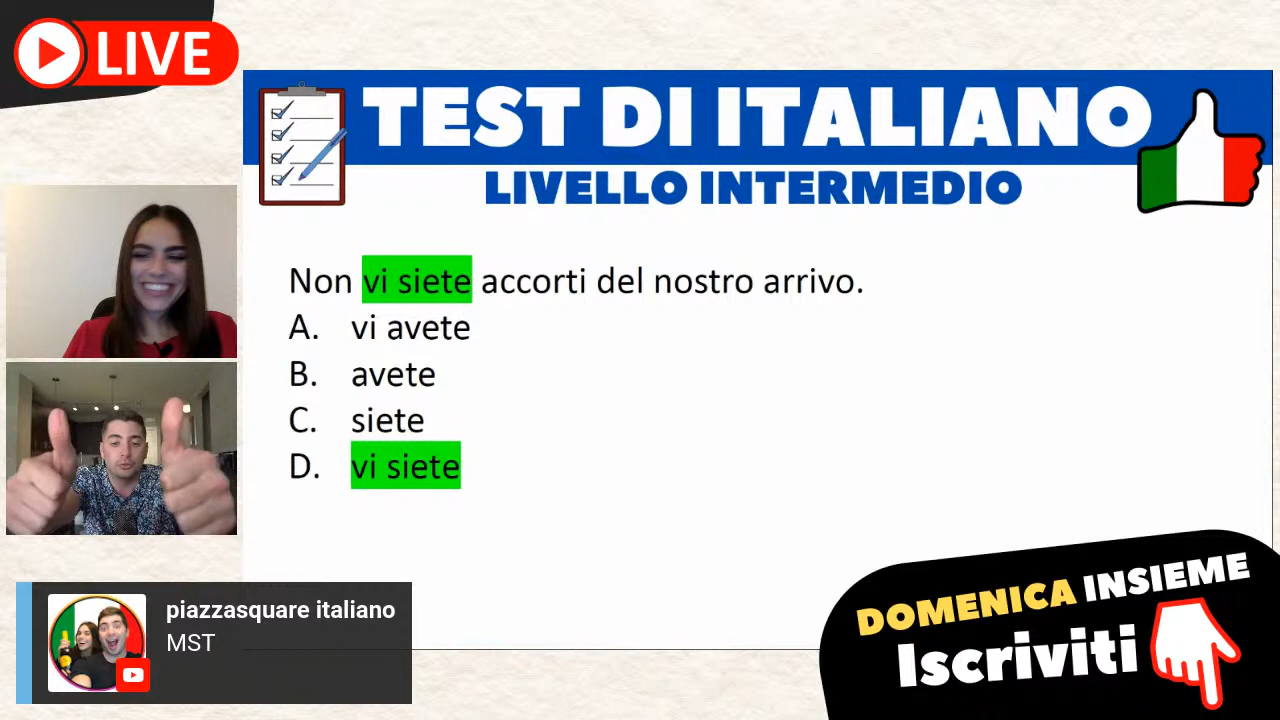 LIVE
TEST DI ITALIANO
LIVELLO INTERMEDIO
Non vi siete accorti del nostro arrivo.
A. vi avete
B. avete
C. siete
D. vi siete
piazzasquare italiano
MST
DOMENICA INSIEME
Iscriviti